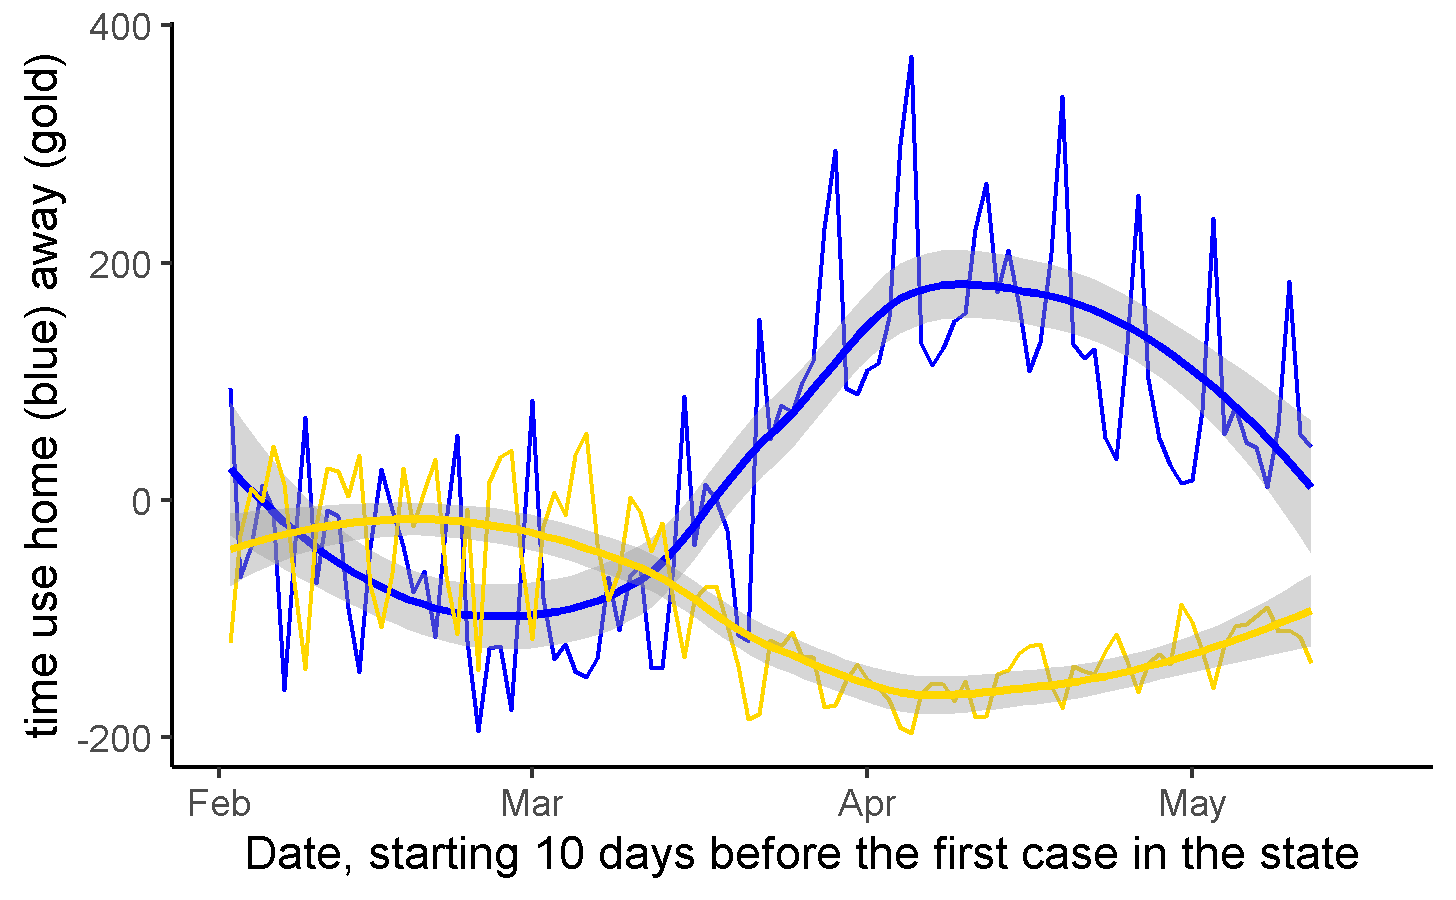 400
200
0
-200
time use home (blue) away (gold)
Feb
Mar
Apr
May
Date, starting 10 days before the first case in the state